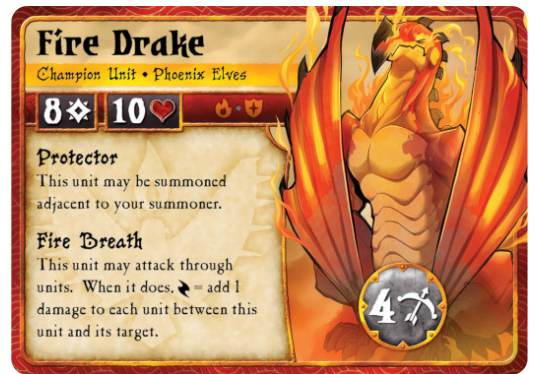 Fire Drake
Champion Unit • Phoenix Elves
8 10
Protector
This unit may be summoned
adjacent to your summoner.
Fire Breath
This unit may attack through
units. When it does, = add 1
damage to each unit between this
unit and its target.
4